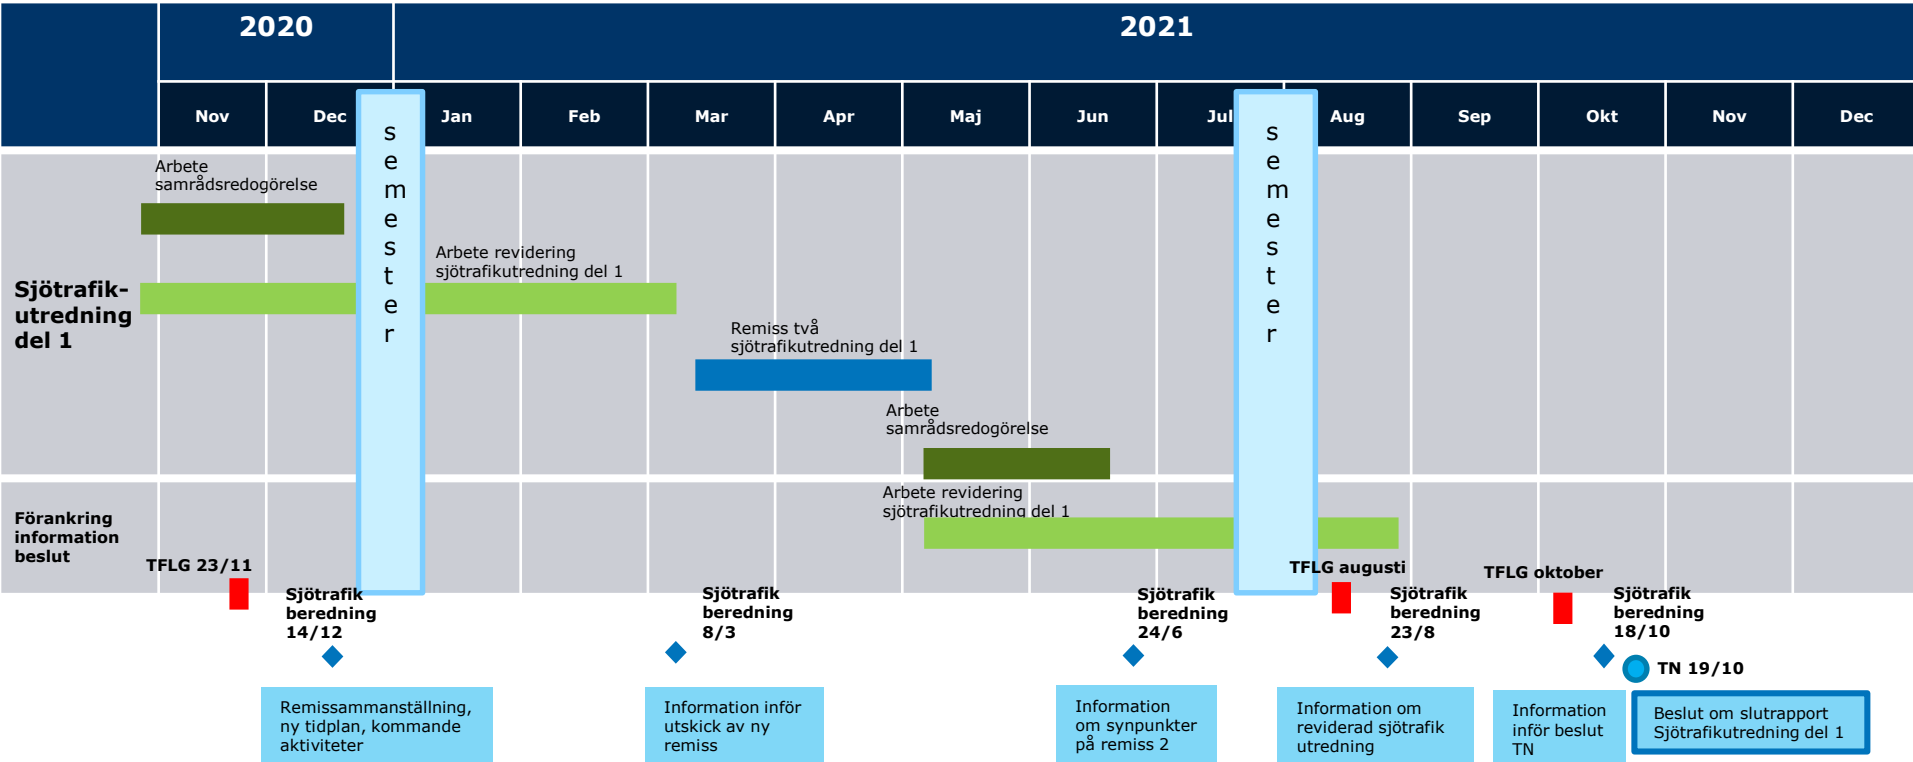 2020
2021
Nov
Dec
Jan
Feb
Mar
Apr
Maj
Jun
Jul
Aug
Sep
Okt
Nov
Dec
semester
semester
Arbete
samrådsredogörelse
Arbete revidering
sjötrafikutredning del 1
Sjötrafik-
utredning
del 1
Remiss två
sjötrafikutredning del 1
Arbete
samrådsredogörelse
Arbete revidering
sjötrafikutredning del 1
Förankring
information
beslut
TFLG 23/11
TFLG augusti
TFLG oktober
Sjötrafik
beredning
14/12
Sjötrafik
beredning
8/3
Sjötrafik
beredning
24/6
Sjötrafik
beredning
23/8
Sjötrafik
beredning
18/10
TN 19/10
Remissammanställning,
ny tidplan, kommande
aktiviteter
Information inför
utskick av ny
remiss
Information
om synpunkter
på remiss 2
Information om
reviderad sjötrafik
utredning
Information
inför beslut
TN
Beslut om slutrapport
Sjötrafikutredning del 1